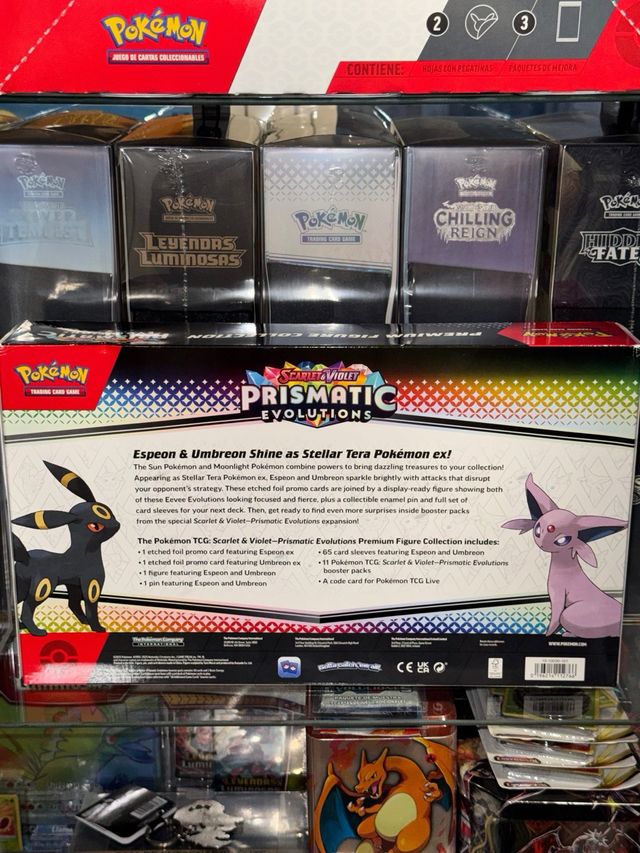 POKÉMON
JUEGO DE CARTAS COLECCIONABLES
2
3
CONTIENE:
HOJAS CON PEGATINAS
PAQUETES DE MEJORA
POKÉMON
POKÉMON
LEYENDAS
LUMINOSAS
POKÉMON
TRADING CARD GAME
POKÉMON
CHILLING
REIGN
PREMIUM FIGURE COLLECTION
POKÉMON
TRADING CARD GAME
SCARLET & VIOLET
PRISMATIC
EVOLUTIONS
Espeon & Umbreon Shine as Stellar Tera Pokémon ex!
The Sun Pokémon and Moonlight Pokémon combine powers to bring dazzling treasures to your collection!
Appearing as Stellar Tera Pokémon ex, Espeon and Umbreon sparkle brightly with attacks that disrupt
your opponent's strategy. These etched foil promo cards are joined by a display-ready figure showing both
of these Eevee Evolutions looking focused and fierce, plus a collectible enamel pin and full set of
card sleeves for your next deck. Then, get ready to find even more surprises inside booster packs
from the special Scarlet & Violet—Prismatic Evolutions expansion!
The Pokémon TCG: Scarlet & Violet—Prismatic Evolutions Premium Figure Collection includes:
• 1 etched foil promo card featuring Espeon ex
• 1 etched foil promo card featuring Umbreon ex
• 1 figure featuring Espeon and Umbreon
• 1 pin featuring Espeon and Umbreon
• 65 card sleeves featuring Espeon and Umbreon
• 11 Pokémon TCG: Scarlet & Violet—Prismatic Evolutions
booster packs
• A code card for Pokémon TCG Live
The Pokémon Company
INTERNATIONAL
Gotta catch 'em all!
CE UK CA
WWW.POKEMON.COM